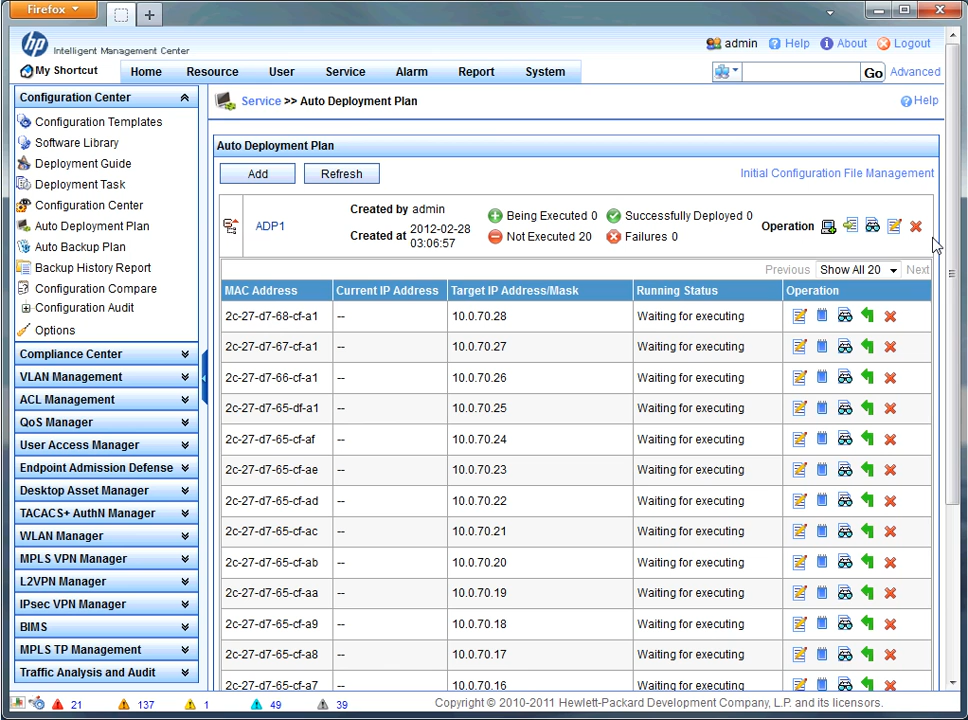 Firefox
hp Intelligent Management Center
admin Help About Logout
My Shortcut Home Resource User Service Alarm Report System Go Advanced
Configuration Center
Configuration Templates
Software Library
Deployment Guide
Deployment Task
Configuration Center
Auto Deployment Plan
Auto Backup Plan
Backup History Report
Configuration Compare
Configuration Audit
Options
Compliance Center
VLAN Management
ACL Management
QoS Manager
User Access Manager
Endpoint Admission Defense
Desktop Asset Manager
TACACS+ AuthN Manager
WLAN Manager
MPLS VPN Manager
L2VPN Manager
IPsec VPN Manager
BIMS
MPLS TP Management
Traffic Analysis and Audit
Service >> Auto Deployment Plan Help
Auto Deployment Plan
Add Refresh Initial Configuration File Management
ADP1
Created by admin
Created at 2012-02-28 03:06:57
Being Executed 0 Successfully Deployed 0
Not Executed 20 Failures 0
Operation
Previous Show All 20 Next
MAC Address Current IP Address Target IP Address/Mask Running Status Operation
2c-27-d7-68-cf-a1 -- 10.0.70.28 Waiting for executing
2c-27-d7-67-cf-a1 -- 10.0.70.27 Waiting for executing
2c-27-d7-66-cf-a1 -- 10.0.70.26 Waiting for executing
2c-27-d7-65-df-a1 -- 10.0.70.25 Waiting for executing
2c-27-d7-65-cf-af -- 10.0.70.24 Waiting for executing
2c-27-d7-65-cf-ae -- 10.0.70.23 Waiting for executing
2c-27-d7-65-cf-ad -- 10.0.70.22 Waiting for executing
2c-27-d7-65-cf-ac -- 10.0.70.21 Waiting for executing
2c-27-d7-65-cf-ab -- 10.0.70.20 Waiting for executing
2c-27-d7-65-cf-aa -- 10.0.70.19 Waiting for executing
2c-27-d7-65-cf-a9 -- 10.0.70.18 Waiting for executing
2c-27-d7-65-cf-a8 -- 10.0.70.17 Waiting for executing
2c-27-d7-65-cf-a7 -- 10.0.70.16 Waiting for executing
21 137 1 49 39 Copyright © 2010-2011 Hewlett-Packard Development Company, L.P. and its licensors.